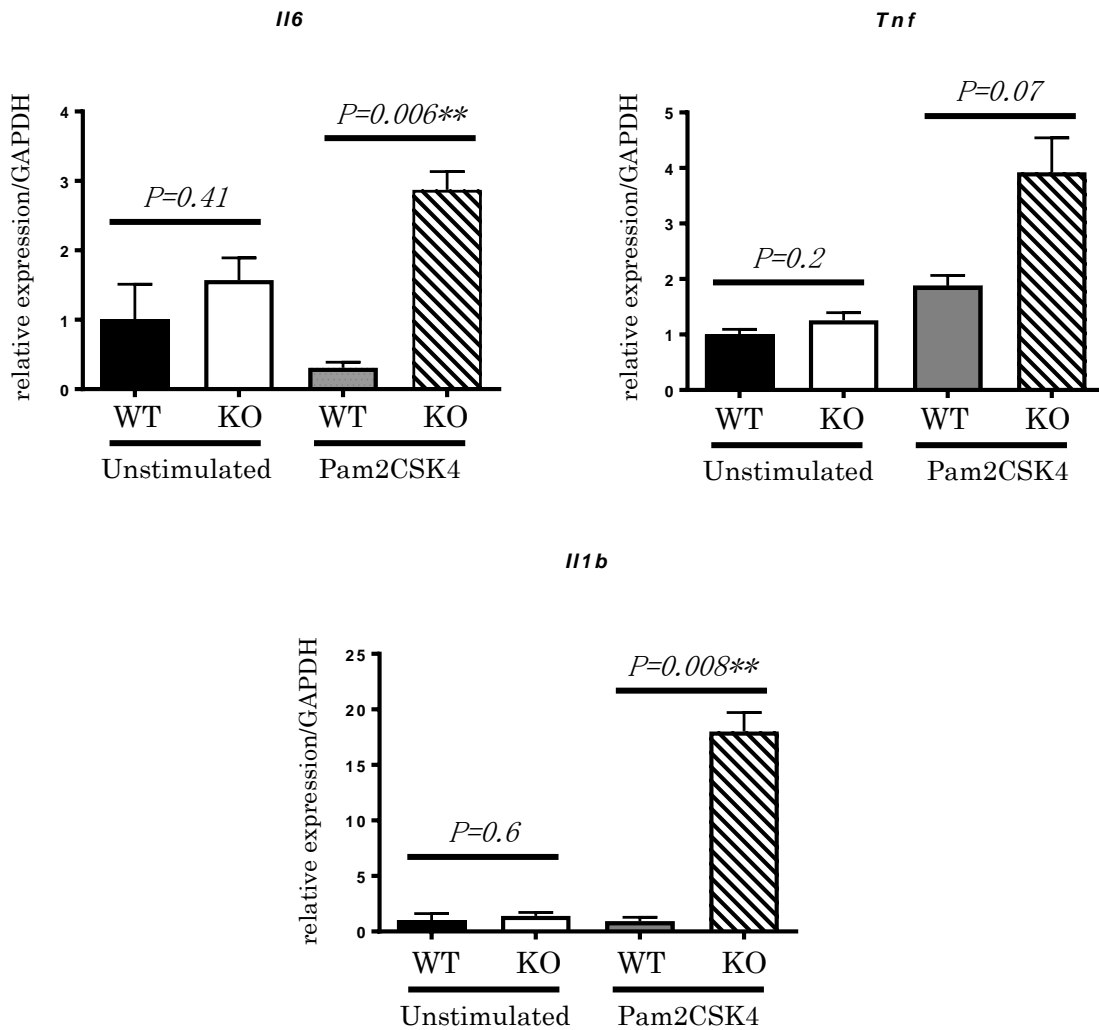 Il6
relative expression/GAPDH
4
3
2
1
0
P=0.41
P=0.006**
WT KO WT KO
Unstimulated Pam2CSK4
Tnf
relative expression/GAPDH
5
4
3
2
1
0
P=0.2
P=0.07
WT KO WT KO
Unstimulated Pam2CSK4
Il1b
relative expression/GAPDH
25
20
15
10
5
0
P=0.6
P=0.008**
WT KO WT KO
Unstimulated Pam2CSK4